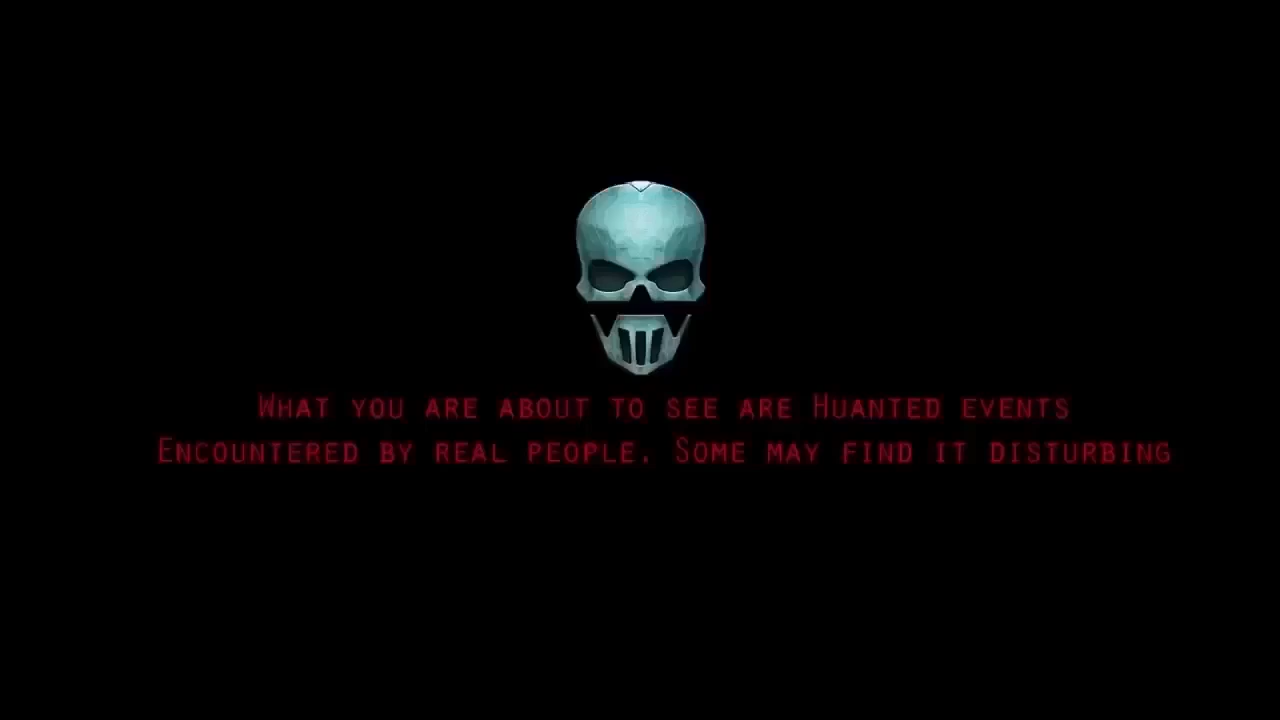 What you are about to see are Huanted events
Encountered by real people. Some may find it disturbing